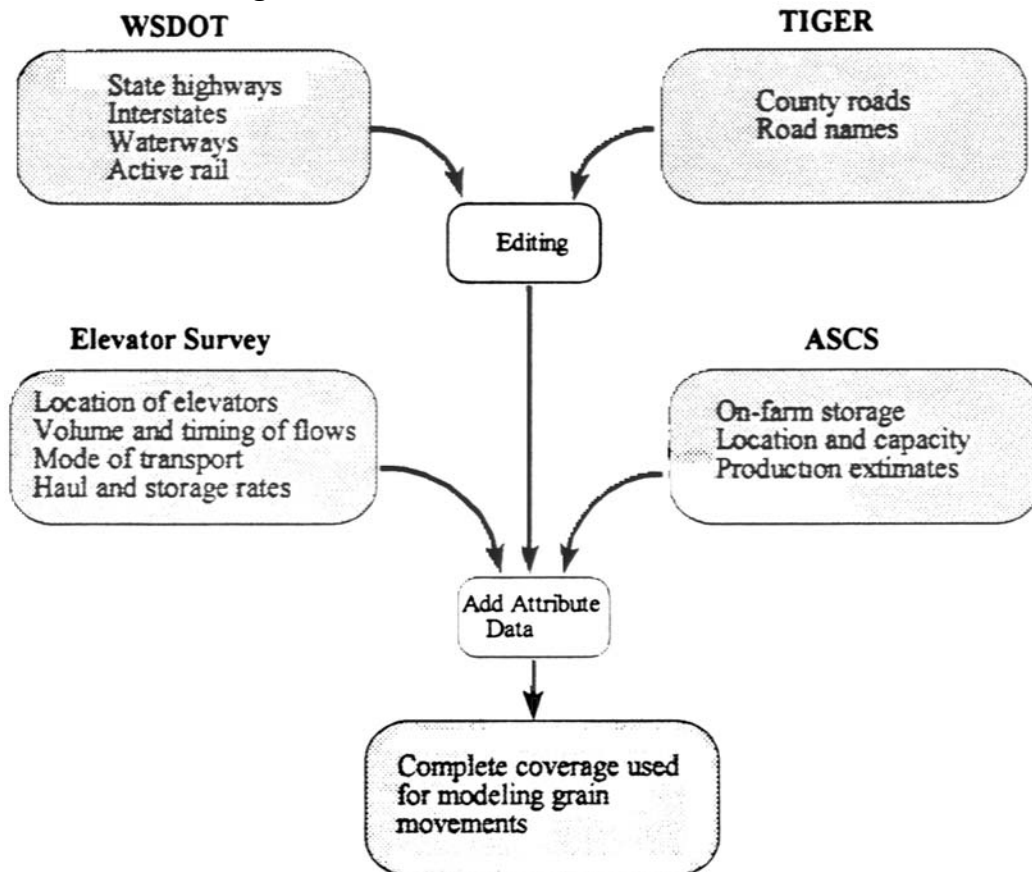 WSDOT
State highways
Interstates
Waterways
Active rail
TIGER
County roads
Road names
Editing
Elevator Survey
Location of elevators
Volume and timing of flows
Mode of transport
Haul and storage rates
ASCS
On-farm storage
Location and capacity
Production extimates
Add Attribute
Data
Complete coverage used
for modeling grain
movements